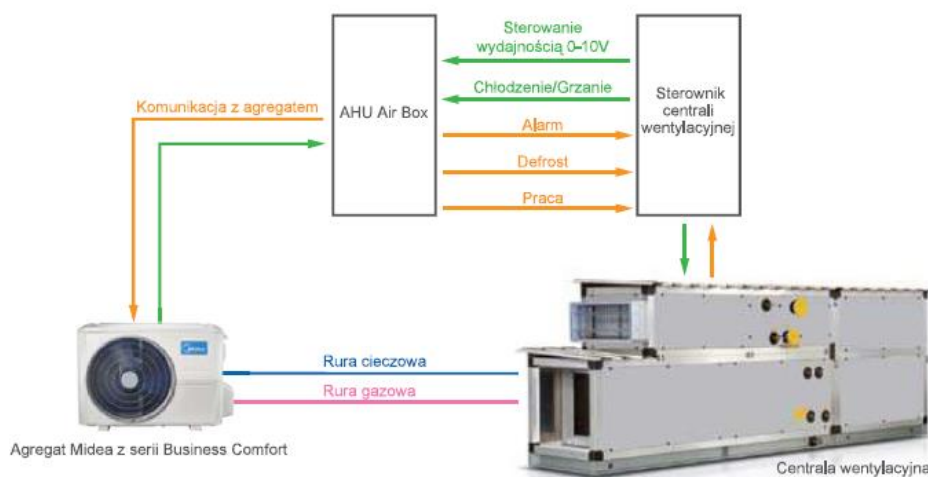 Sterowanie
wydajnością 0–10V
Chłodzenie/Grzanie
Komunikacja z agregatem
AHU Air Box
Sterownik
centrali
wentylacyjnej
Alarm
Defrost
Praca
Rura cieczowa
Rura gazowa
Agregat Midea z serii Business Comfort
Centrala wentylacyjna